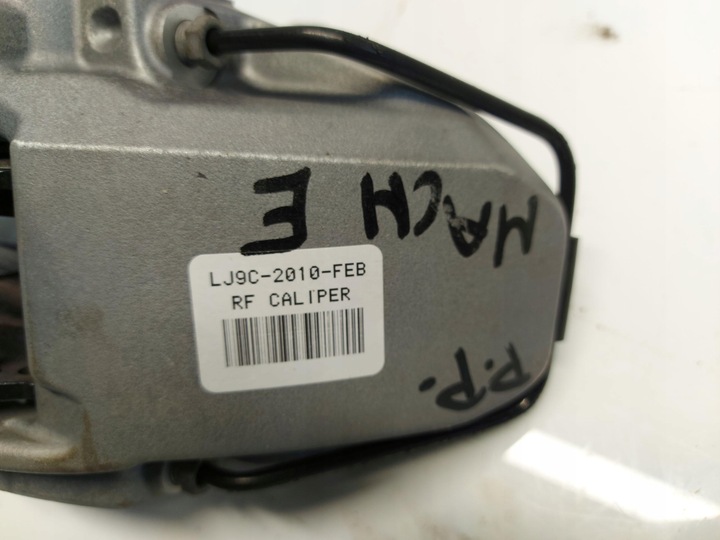 MACH E
LJ9C-2010-FEB
RF CALIPER
P.P.